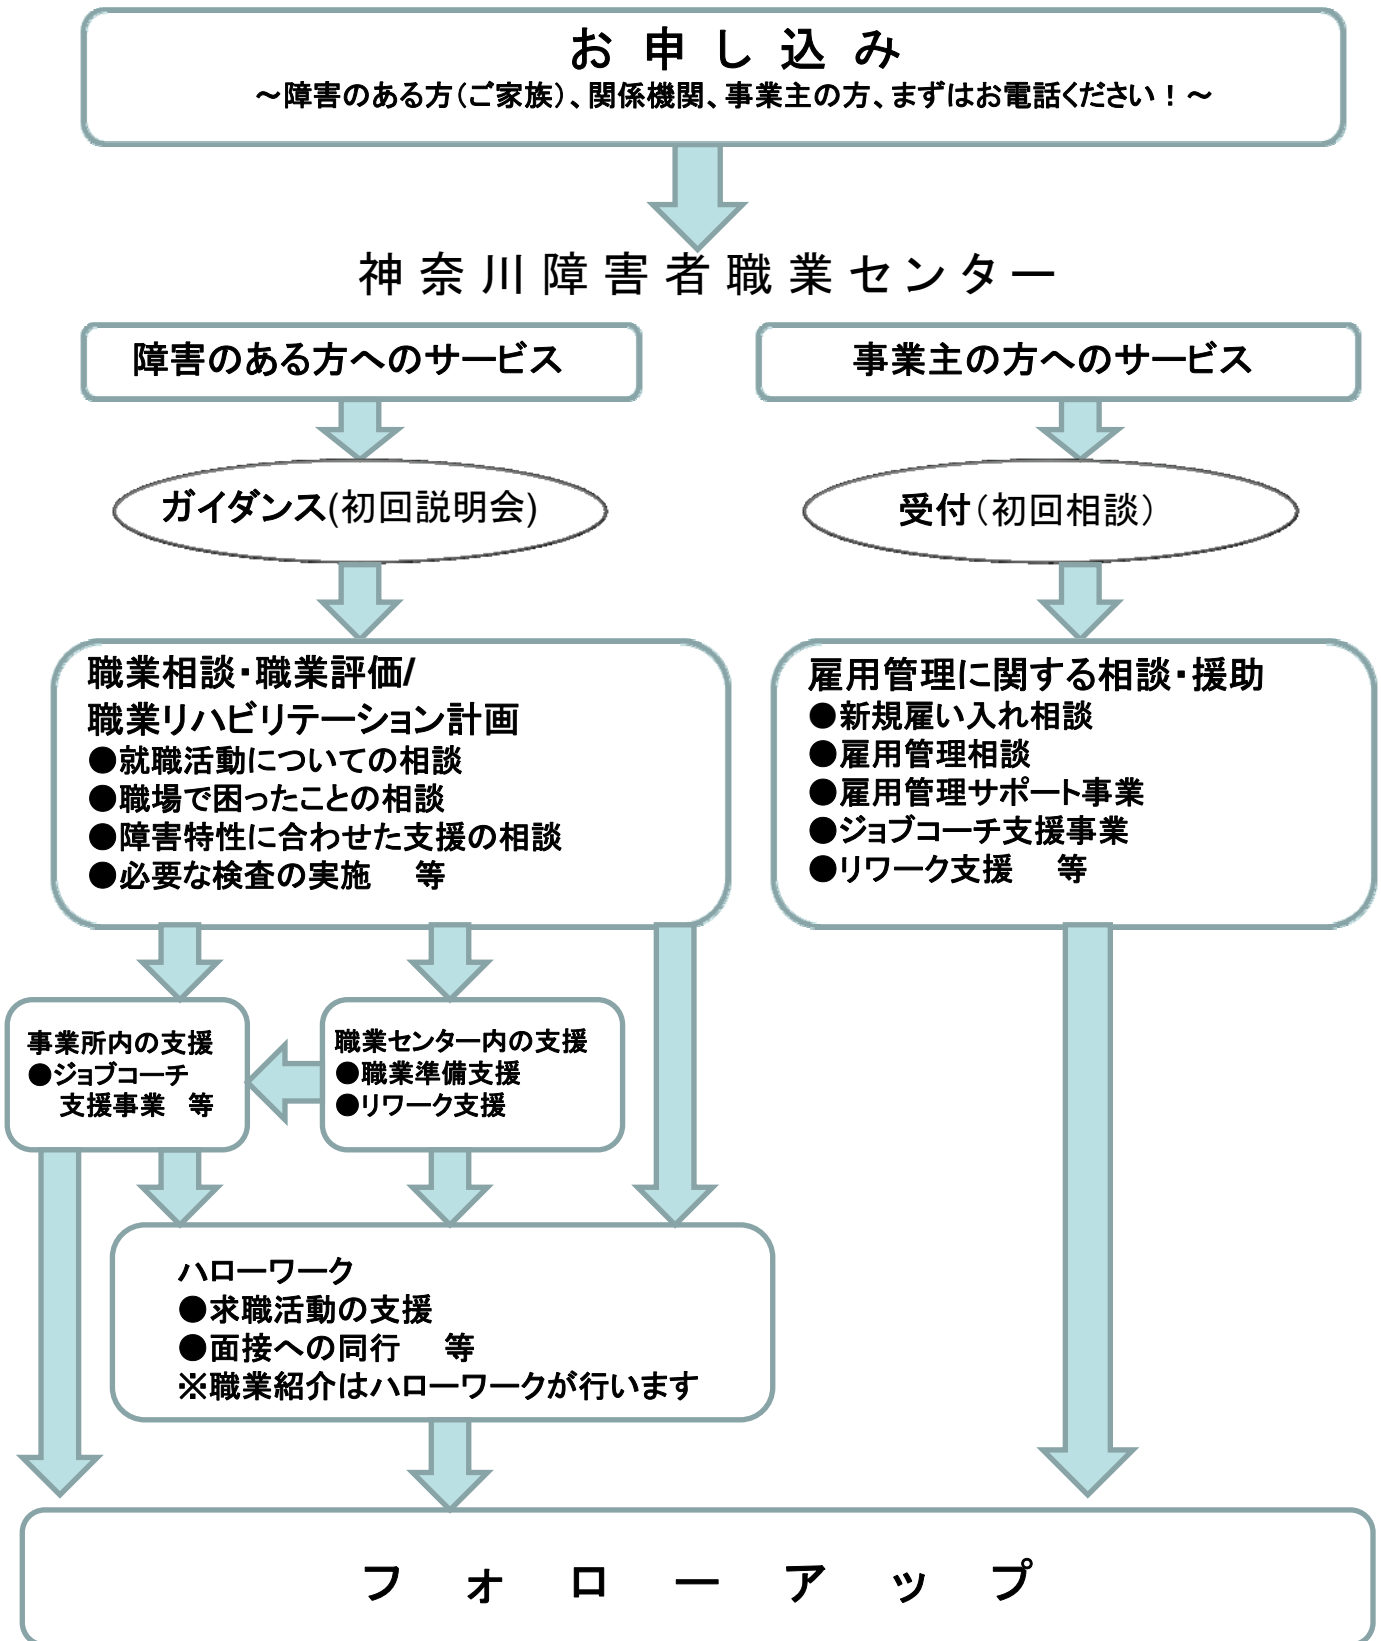 お申し込み
～障害のある方（ご家族）、関係機関、事業主の方、まずはお電話ください！～
神奈川障害者職業センター
障害のある方へのサービス
事業主の方へのサービス
ガイダンス(初回説明会)
受付（初回相談）
職業相談・職業評価/
職業リハビリテーション計画
●就職活動についての相談
●職場で困ったことの相談
●障害特性に合わせた支援の相談
●必要な検査の実施　等
雇用管理に関する相談・援助
●新規雇い入れ相談
●雇用管理相談
●雇用管理サポート事業
●ジョブコーチ支援事業
●リワーク支援　等
事業所内の支援
●ジョブコーチ
支援事業　等
職業センター内の支援
●職業準備支援
●リワーク支援
ハローワーク
●求職活動の支援
●面接への同行　等
※職業紹介はハローワークが行います
フォローアップ